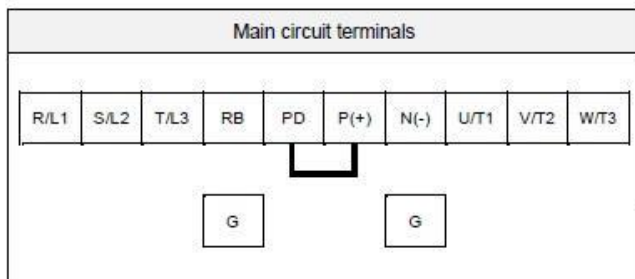 Main circuit terminals
R/L1 S/L2 T/L3 RB PD P(+) N(-) U/T1 V/T2 W/T3
G G